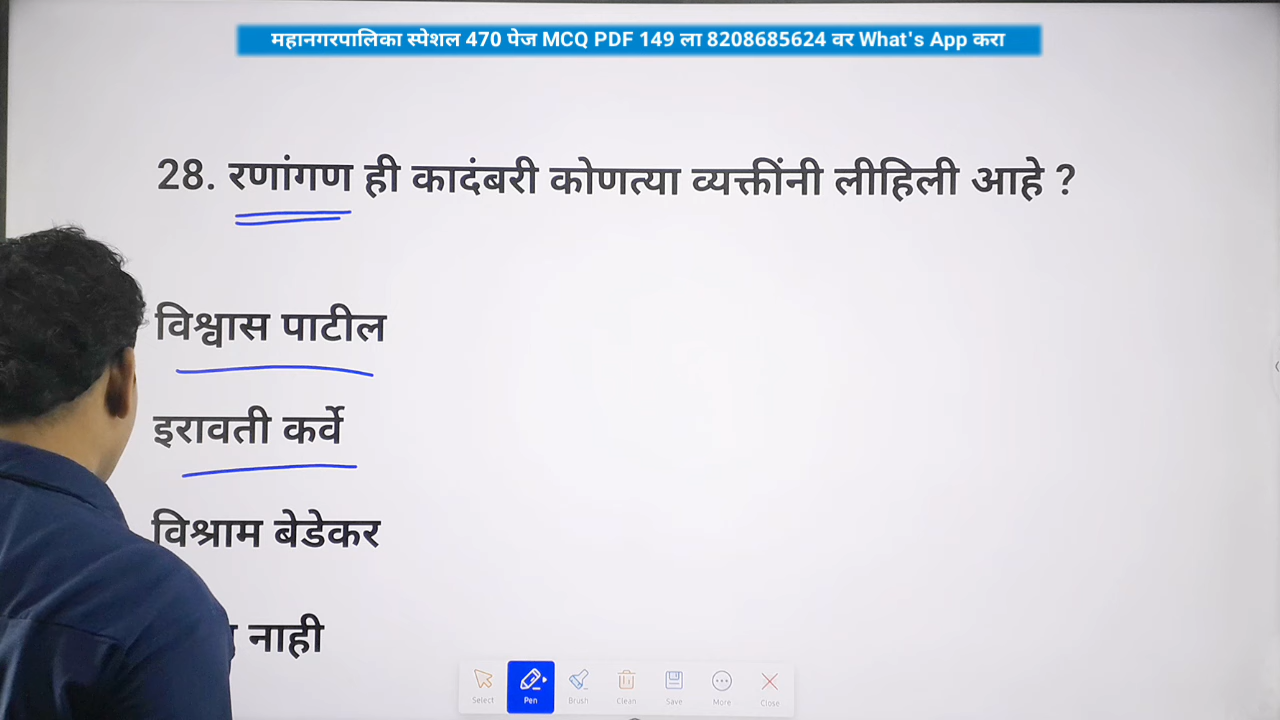 महानगरपालिका स्पेशल 470 पेज MCQ PDF 149 ला 8208685624 वर What's App करा
28. रणांगण ही कादंबरी कोणत्या व्यक्तींनी लीहिली आहे ?
विश्वास पाटील
इरावती कर्वे
विश्राम बेडेकर
नाही
Select Pen Brush Clean Save More Close